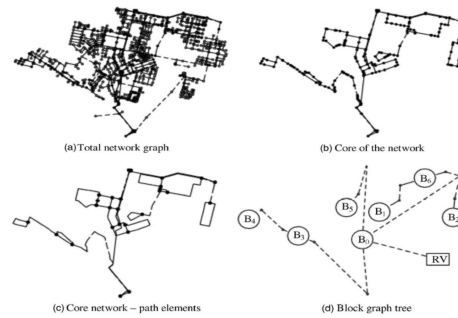 (a) Total network graph
(b) Core of the network
B₆
B₅
B₁
B₂
B₄
B₃
B₀
RV
(c) Core network – path elements
(d) Block graph tree